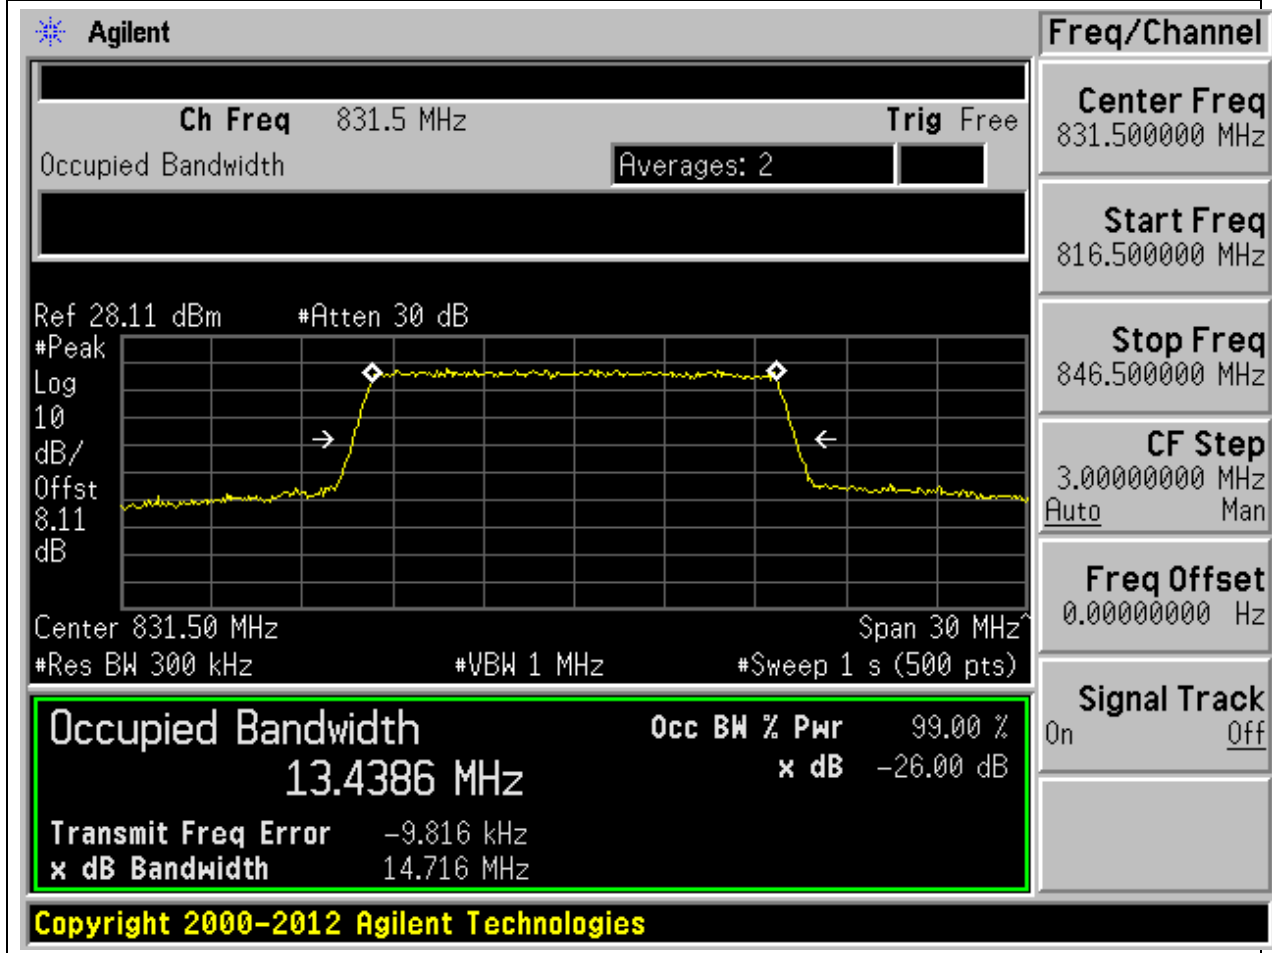 Agilent
Freq/Channel
Ch Freq 831.5 MHz Trig Free
Occupied Bandwidth Averages: 2
Center Freq
831.500000 MHz
Start Freq
816.500000 MHz
Stop Freq
846.500000 MHz
CF Step
3.00000000 MHz
Auto Man
Freq Offset
0.00000000 Hz
Signal Track
On Off
Ref 28.11 dBm #Atten 30 dB
#Peak
Log
10
dB/
Offst
8.11
dB
Center 831.50 MHz Span 30 MHz^
#Res BW 300 kHz #VBW 1 MHz #Sweep 1 s (500 pts)
Occupied Bandwidth Occ BW % Pwr 99.00 %
13.4386 MHz x dB -26.00 dB
Transmit Freq Error -9.816 kHz
x dB Bandwidth 14.716 MHz
Copyright 2000-2012 Agilent Technologies